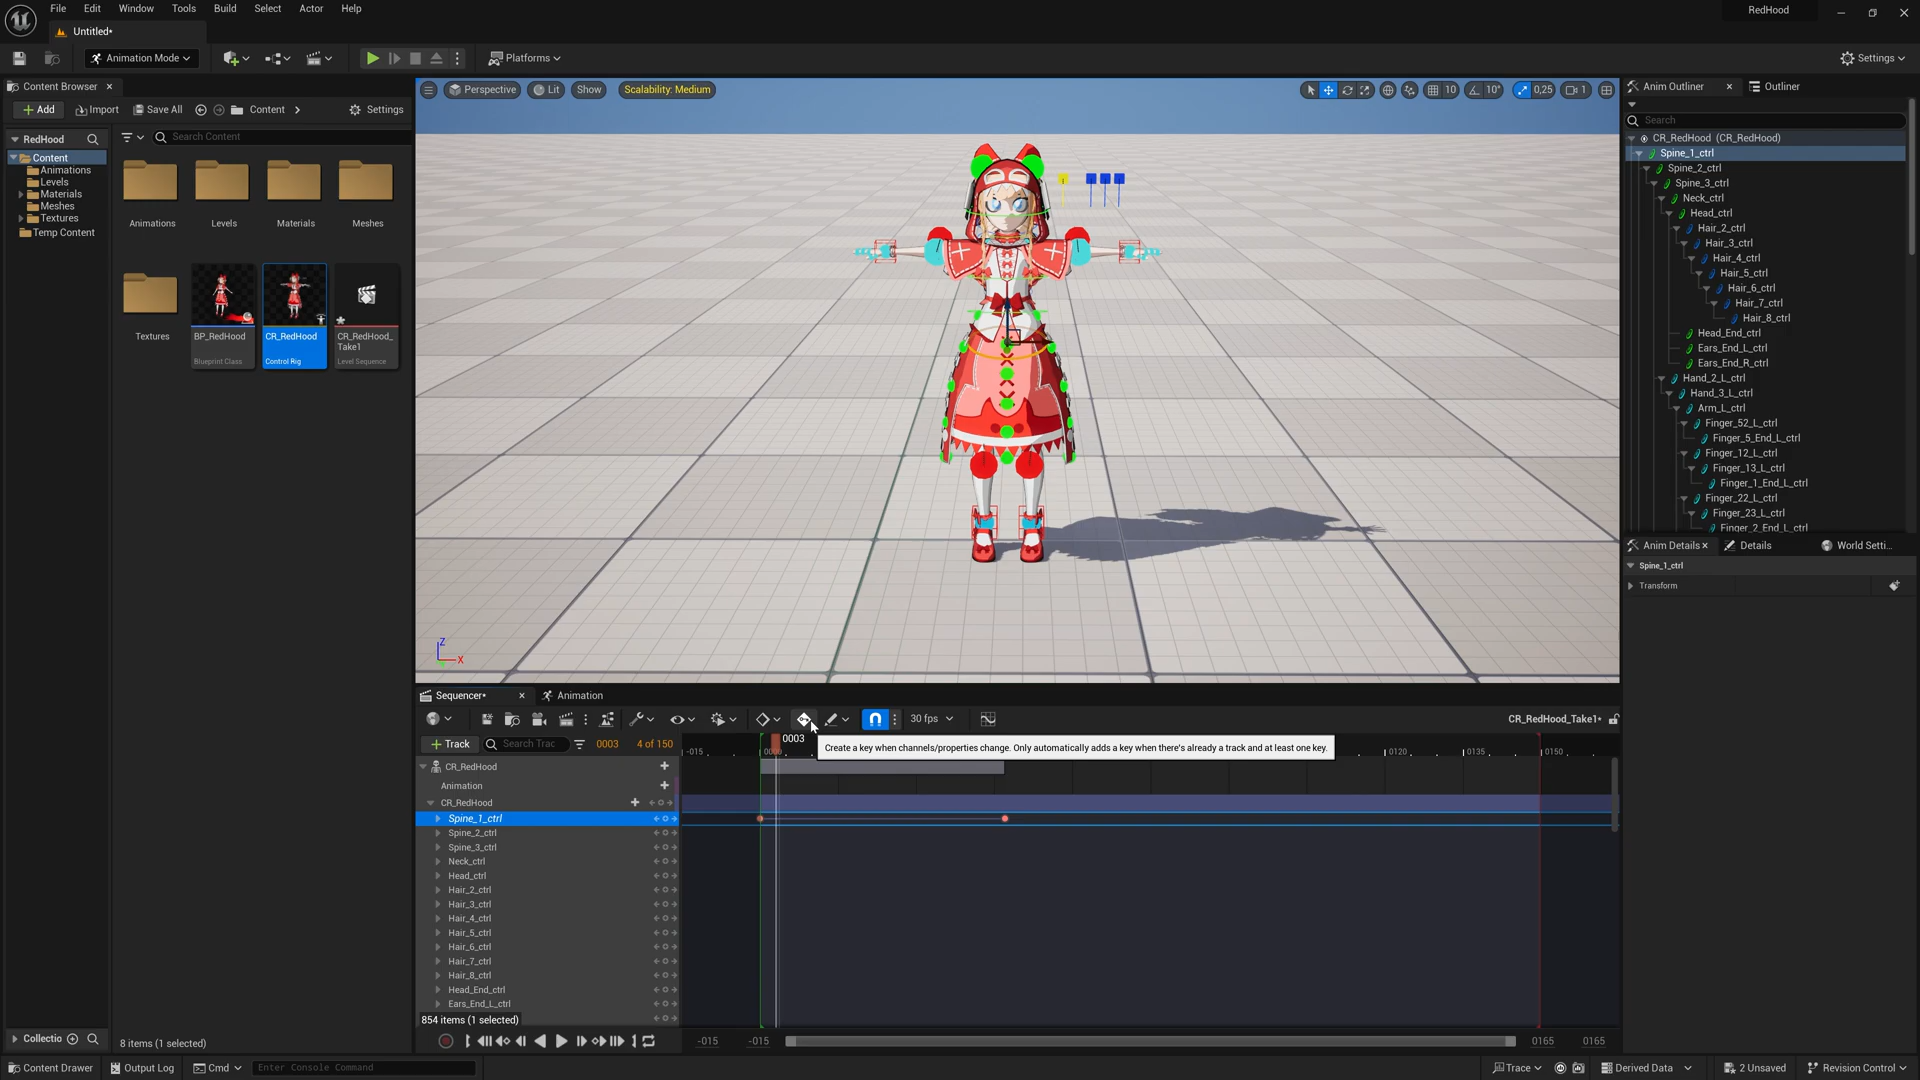 File Edit Window Tools Build Select Actor Help
RedHood
Untitled*
Animation Mode
Platforms
Settings
Content Browser
Add Import Save All Content Settings
RedHood
Search Content
Content
Animations
Levels
Materials
Meshes
Textures
Temp Content
Animations Levels Materials Meshes
Textures
BP_RedHood
Blueprint Class
CR_RedHood
Control Rig
CR_RedHood_
Take1
Level Sequence
Collectio
8 items (1 selected)
Perspective Lit Show Scalability: Medium
10 10° 0,25 1
Z
X
Anim Outliner Outliner
Search
CR_RedHood (CR_RedHood)
Spine_1_ctrl
Spine_2_ctrl
Spine_3_ctrl
Neck_ctrl
Head_ctrl
Hair_2_ctrl
Hair_3_ctrl
Hair_4_ctrl
Hair_5_ctrl
Hair_6_ctrl
Hair_7_ctrl
Hair_8_ctrl
Head_End_ctrl
Ears_End_L_ctrl
Ears_End_R_ctrl
Hand_2_L_ctrl
Hand_3_L_ctrl
Arm_L_ctrl
Finger_52_L_ctrl
Finger_5_End_L_ctrl
Finger_12_L_ctrl
Finger_13_L_ctrl
Finger_1_End_L_ctrl
Finger_22_L_ctrl
Finger_23_L_ctrl
Finger_2_End_L_ctrl
Anim Details Details World Setti...
Spine_1_ctrl
Transform
Sequencer* Animation
30 fps
CR_RedHood_Take1*
Track Search Trac 0003 4 of 150
-015 0003 0120 0135 0150
Create a key when channels/properties change. Only automatically adds a key when there's already a track and at least one key.
CR_RedHood
Animation
CR_RedHood
Spine_1_ctrl
Spine_2_ctrl
Spine_3_ctrl
Neck_ctrl
Head_ctrl
Hair_2_ctrl
Hair_3_ctrl
Hair_4_ctrl
Hair_5_ctrl
Hair_6_ctrl
Hair_7_ctrl
Hair_8_ctrl
Head_End_ctrl
Ears_End_L_ctrl
854 items (1 selected)
-015 -015 0165 0165
Content Drawer Output Log Cmd Enter Console Command
Trace Derived Data 2 Unsaved Revision Control